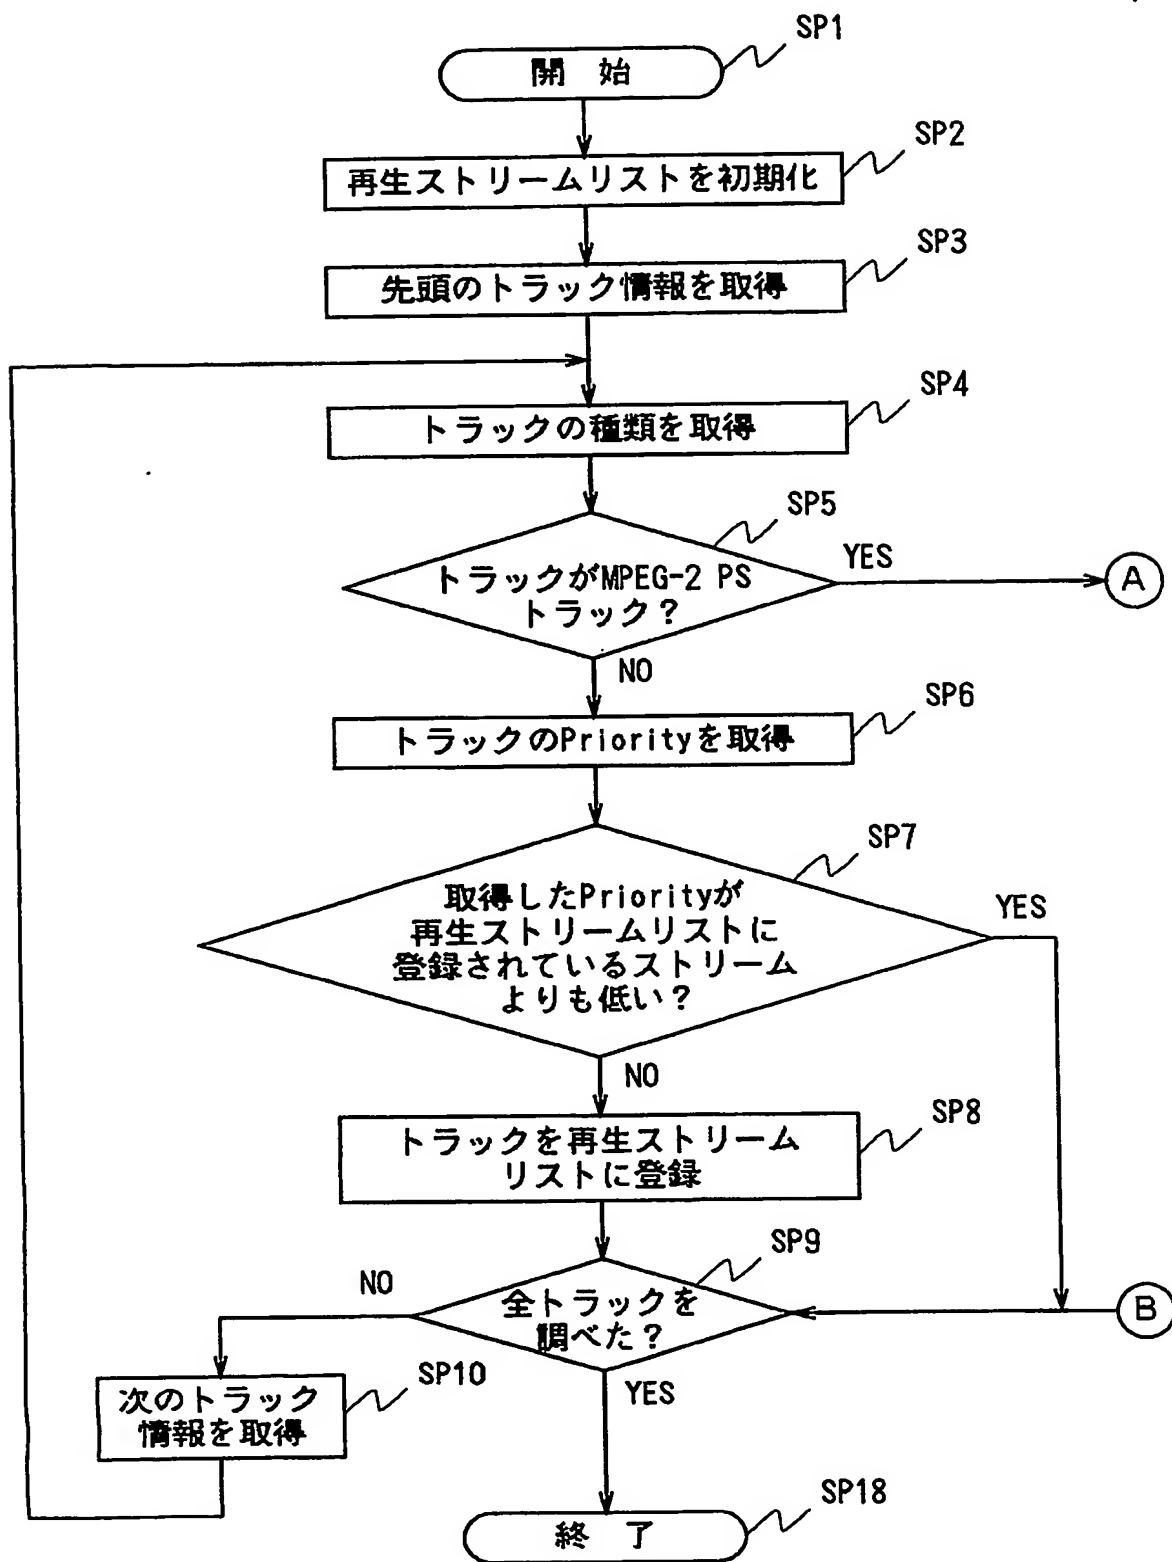 SP1
開 始
SP2
再生ストリームリストを初期化
SP3
先頭のトラック情報を取得
SP4
トラックの種類を取得
SP5
トラックがMPEG-2 PS
トラック?
YES
A
NO
SP6
トラックのPriorityを取得
SP7
取得したPriorityが
再生ストリームリストに
登録されているストリーム
よりも低い?
YES
NO
SP8
トラックを再生ストリーム
リストに登録
SP9
NO
全トラックを
調べた?
B
YES
SP10
次のトラック
情報を取得
SP18
終 了